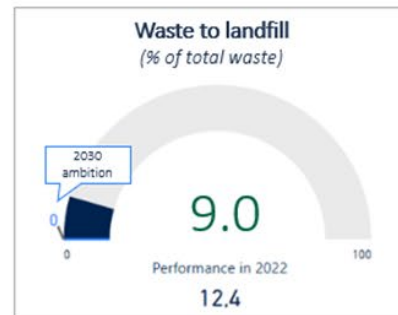 Waste to landfill
(% of total waste)
2030
ambition
0
9.0
0
100
Performance in 2022
12.4